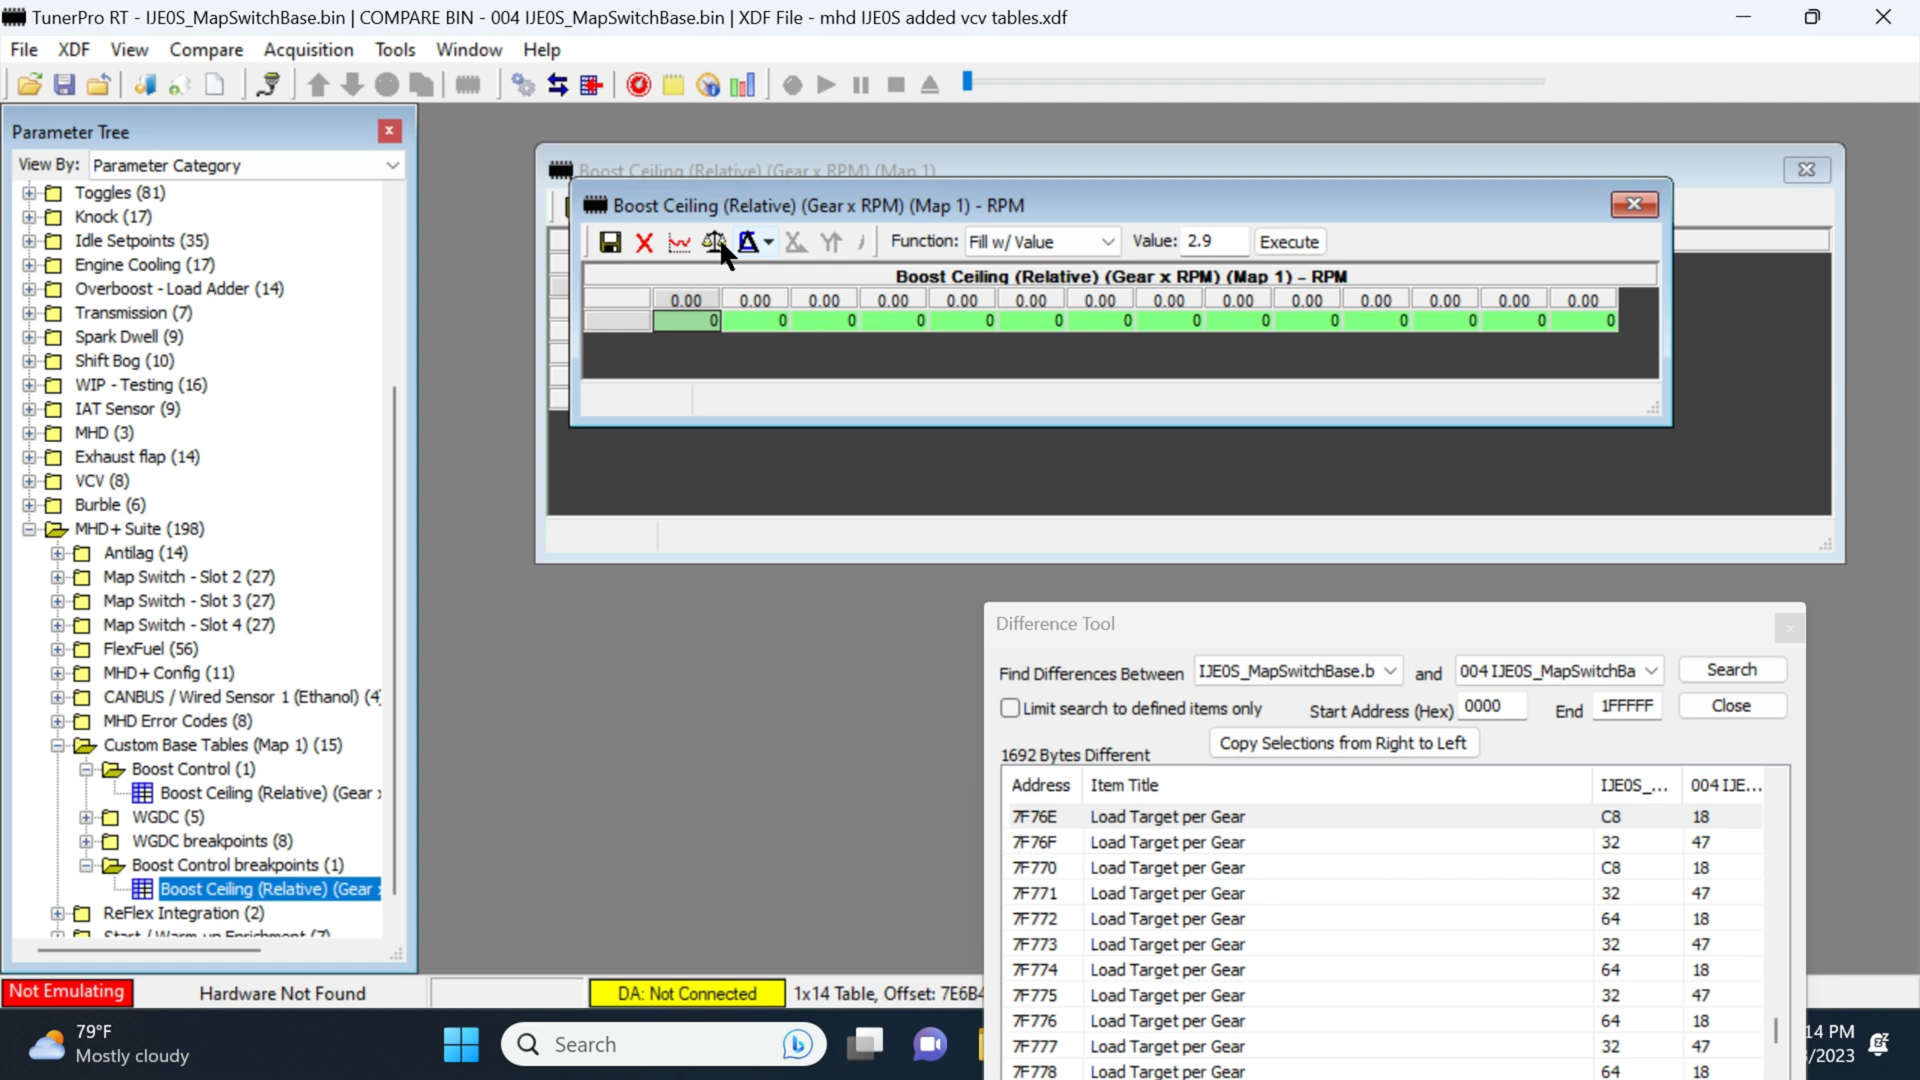 TunerPro RT - IJE0S_MapSwitchBase.bin | COMPARE BIN - 004 IJE0S_MapSwitchBase.bin | XDF File - mhd IJE0S added vcv tables.xdf
File XDF View Compare Acquisition Tools Window Help
Parameter Tree
View By: Parameter Category
Toggles (81)
Knock (17)
Idle Setpoints (35)
Engine Cooling (17)
Overboost - Load Adder (14)
Transmission (7)
Spark Dwell (9)
Shift Bog (10)
WIP - Testing (16)
IAT Sensor (9)
MHD (3)
Exhaust flap (14)
VCV (8)
Burble (6)
MHD+ Suite (198)
Antilag (14)
Map Switch - Slot 2 (27)
Map Switch - Slot 3 (27)
Map Switch - Slot 4 (27)
FlexFuel (56)
MHD+ Config (11)
CANBUS / Wired Sensor 1 (Ethanol) (4
MHD Error Codes (8)
Custom Base Tables (Map 1) (15)
Boost Control (1)
Boost Ceiling (Relative) (Gear
WGDC (5)
WGDC breakpoints (8)
Boost Control breakpoints (1)
Boost Ceiling (Relative) (Gear
ReFlex Integration (2)
Boost Ceiling (Relative) (Gear x RPM) (Map 1)
Boost Ceiling (Relative) (Gear x RPM) (Map 1) - RPM
Function: Fill w/ Value Value: 2.9 Execute
Boost Ceiling (Relative) (Gear x RPM) (Map 1) - RPM
0.00 0.00 0.00 0.00 0.00 0.00 0.00 0.00 0.00 0.00 0.00 0.00 0.00 0.00
0 0 0 0 0 0 0 0 0 0 0 0 0 0
Difference Tool
Find Differences Between IJE0S_MapSwitchBase.b and 004 IJE0S_MapSwitchBa Search
Limit search to defined items only Start Address (Hex) 0000 End 1FFFFF Close
1692 Bytes Different Copy Selections from Right to Left
Address Item Title IJE0S_... 004 IJE...
7F76E Load Target per Gear C8 18
7F76F Load Target per Gear 32 47
7F770 Load Target per Gear C8 18
7F771 Load Target per Gear 32 47
7F772 Load Target per Gear 64 18
7F773 Load Target per Gear 32 47
7F774 Load Target per Gear 64 18
7F775 Load Target per Gear 32 47
7F776 Load Target per Gear 64 18
7F777 Load Target per Gear 32 47
7F778 Load Target per Gear 64 18
Not Emulating Hardware Not Found DA: Not Connected 1x14 Table, Offset: 7E6B4
79°F
Mostly cloudy
Search
14 PM
/2023